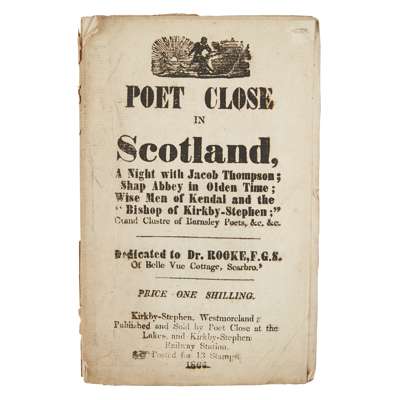 POET CLOSE
IN
Scotland,
A Night with Jacob Thompson;
Shap Abbey in Olden Time;
Wise Men of Kendal and the
"Bishop of Kirkby-Stephen;"
Grand Clustre of Barnsley Poets, &c. &c.
Dedicated to Dr. ROOKE, F.G.S.
Of Belle Vue Cottage, Scarbro.'
PRICE ONE SHILLING.
Kirkby-Stephen, Westmoreland;
Published and Sold by Poet Close at the
Lakes, and Kirkby-Stephen
Railway Station.
Posted for 13 Stamps.